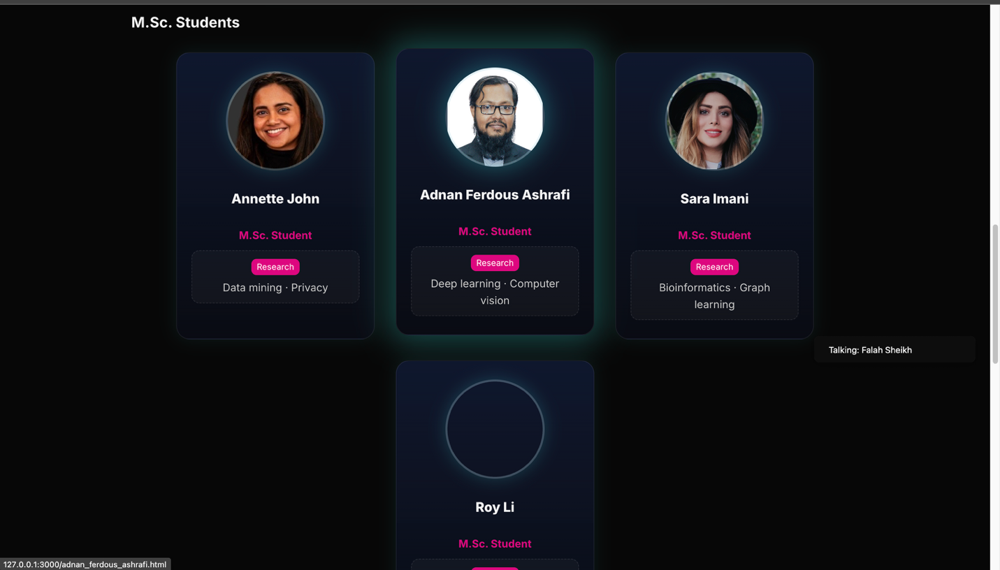 M.Sc. Students
Annette John
M.Sc. Student
Research
Data mining · Privacy
Adnan Ferdous Ashrafi
M.Sc. Student
Research
Deep learning · Computer
vision
Sara Imani
M.Sc. Student
Research
Bioinformatics · Graph
learning
Talking: Falah Sheikh
Roy Li
M.Sc. Student
127.0.0.1:3000/adnan_ferdous_ashrafi.html